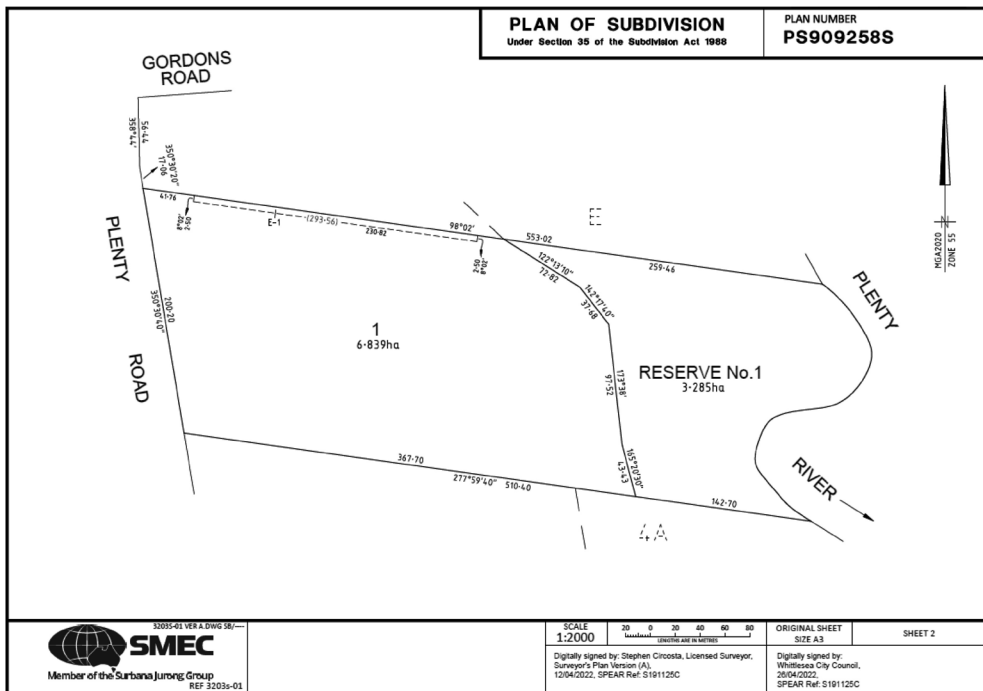 PLAN OF SUBDIVISION
Under Section 35 of the Subdivision Act 1988
PLAN NUMBER
PS909258S
GORDONS
ROAD
56·44
358°44'
350°30'20"
17·06
41·76
8°02'
2·50
E-1
(293·56)
230·82
98°02'
2·50
8°02'
553·02
E
259·46
122°13'10"
72·82
142°17'40"
37·68
PLENTY
MGA2020
N
ZONE 55
PLENTY
ROAD
200·20
350°30'40"
1
6·839ha
RESERVE No.1
3·285ha
173°38'
97·52
165°20'30"
43·43
367·70
277°59'40" 510·40
142·70
4A
RIVER
32035-01 VER A.DWG SB/----
SMEC
Member of the Surbana Jurong Group
REF 3203s-01
SCALE
1:2000
20 0 20 40 60 80
LENGTHS ARE IN METRES
ORIGINAL SHEET
SIZE A3
SHEET 2
Digitally signed by: Stephen Circosta, Licensed Surveyor,
Surveyor's Plan Version (A),
12/04/2022, SPEAR Ref: S191125C
Digitally signed by:
Whittlesea City Council,
26/04/2022,
SPEAR Ref: S191125C